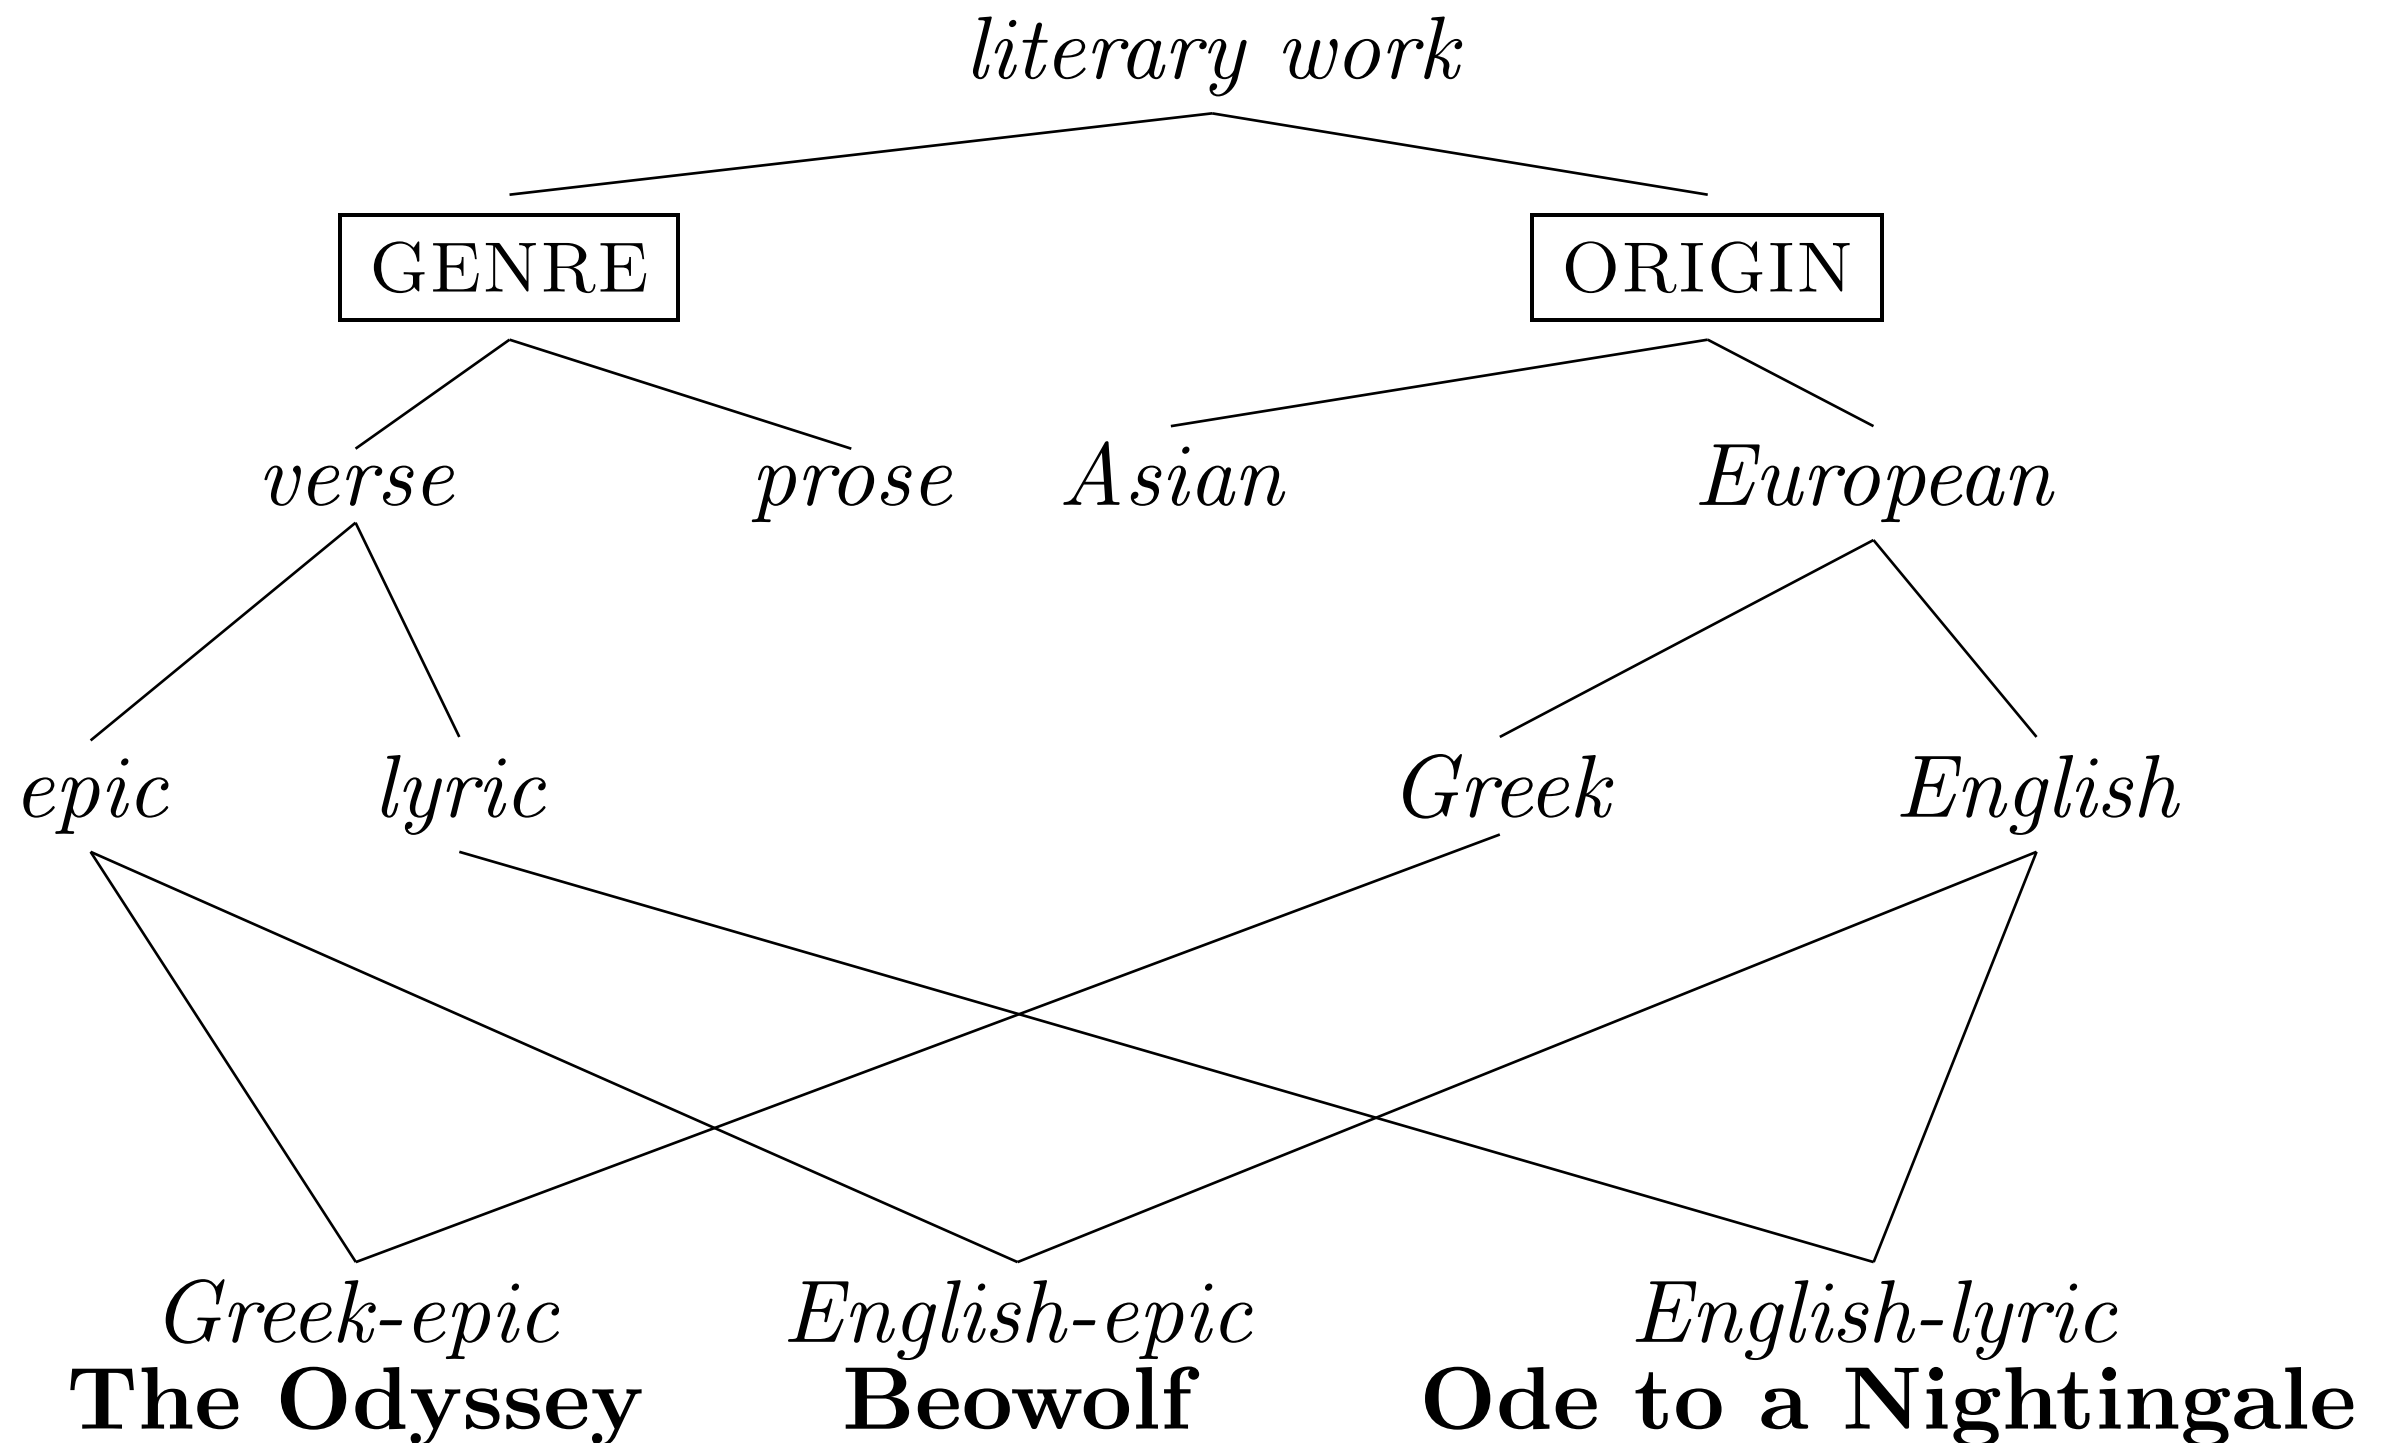 literary work
GENRE ORIGIN
verse prose Asian European
epic lyric Greek English
Greek-epic English-epic English-lyric
The Odyssey Beowolf Ode to a Nightingale